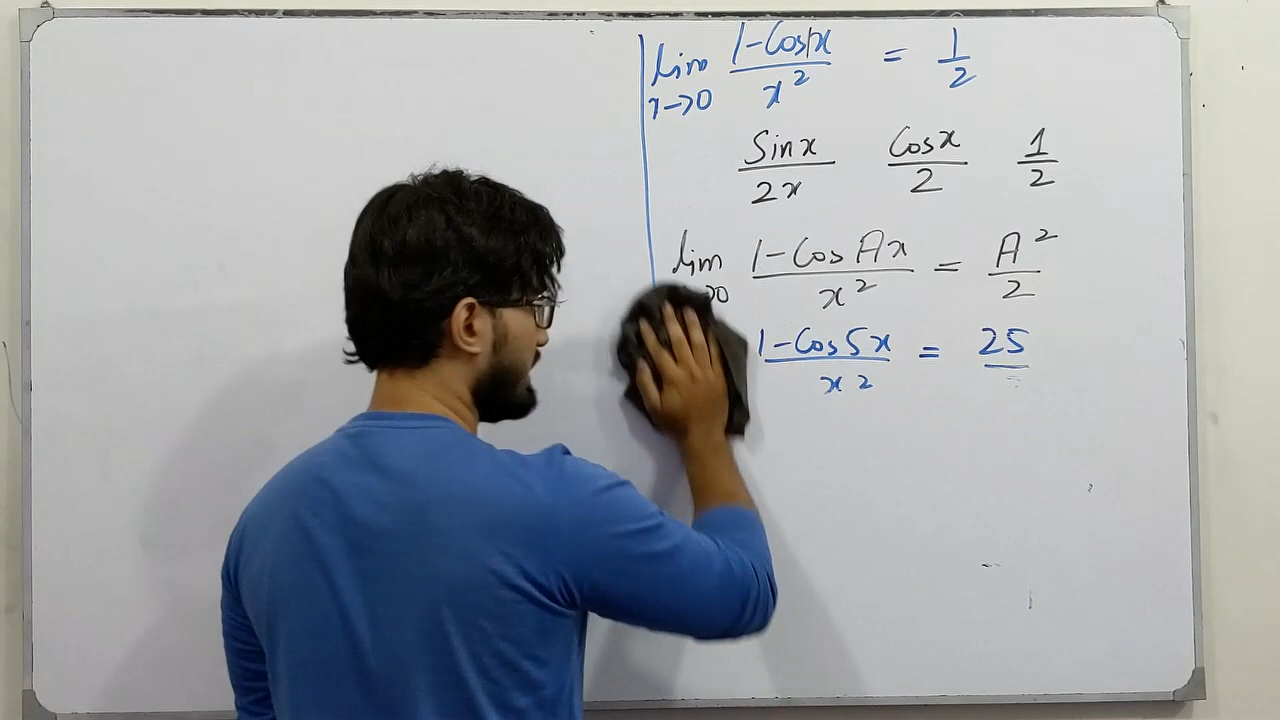 lim 1-Cosx = 1
x->0 x² 2
Sinx Cosx 1
2x 2 2
lim 1-Cos Ax = A²
>0 x² 2
1-Cos5x = 25
x2